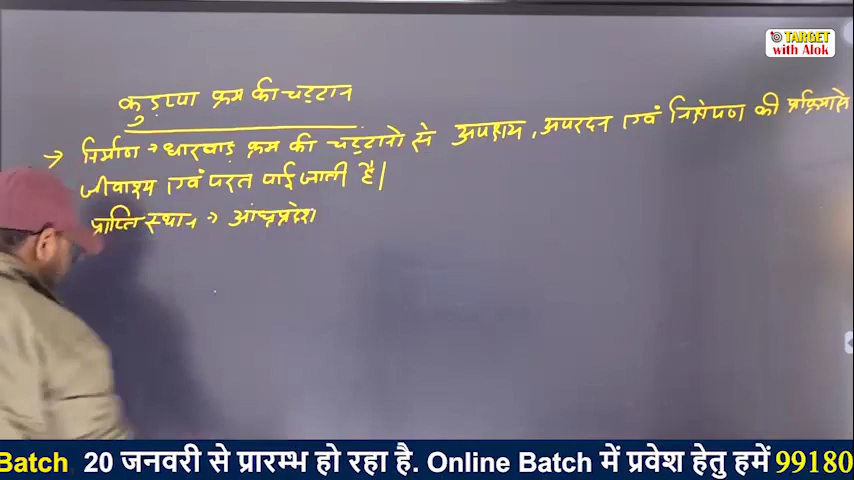 TARGET
with Alok
कुड़प्पा क्रम की चट्टान
→ निर्माण → धारवाड़ क्रम की चट्टानो से अपक्षय, अपरदन एवं निक्षेपण की प्रक्रिया से
जीवाश्म एवं परत पाई जाती है।
प्राप्ति स्थान → आंध्रप्रदेश
Batch, 20 जनवरी से प्रारम्भ हो रहा है. Online Batch में प्रवेश हेतु हमें 99180